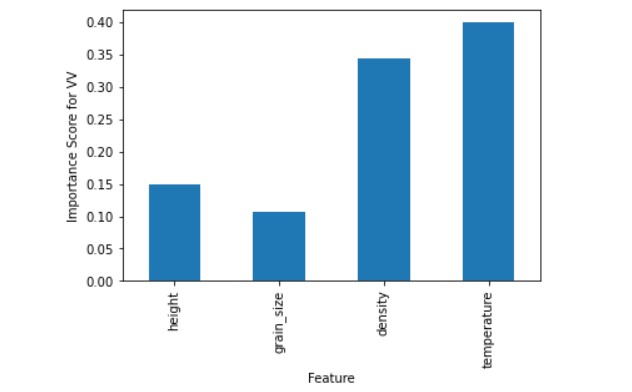 0.40
0.35
0.30
0.25
0.20
0.15
0.10
0.05
0.00
Importance Score for VV
height
grain_size
density
temperature
Feature